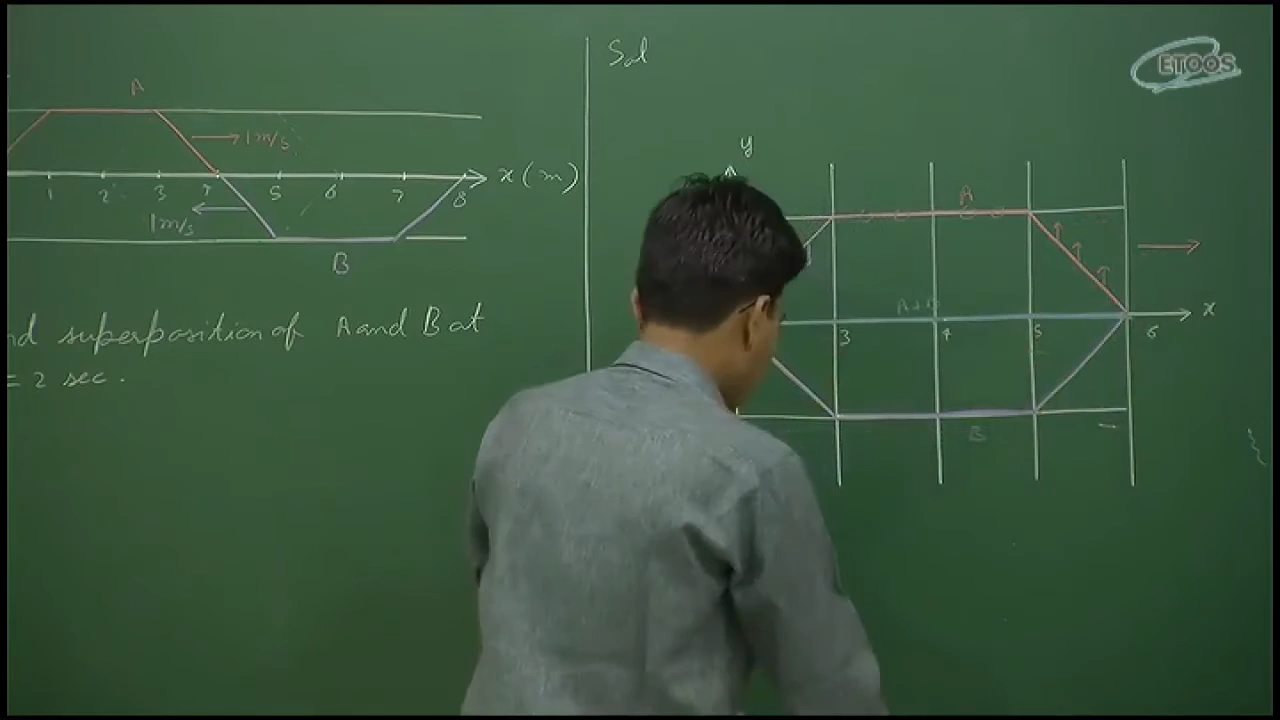 A
1m/s
x (m)
1 2 3 4 5 6 7 8
1m/s
B
nd superposition of A and B at
= 2 sec.
Sol
ETOOS
y
A
x
3 4 5 6
B